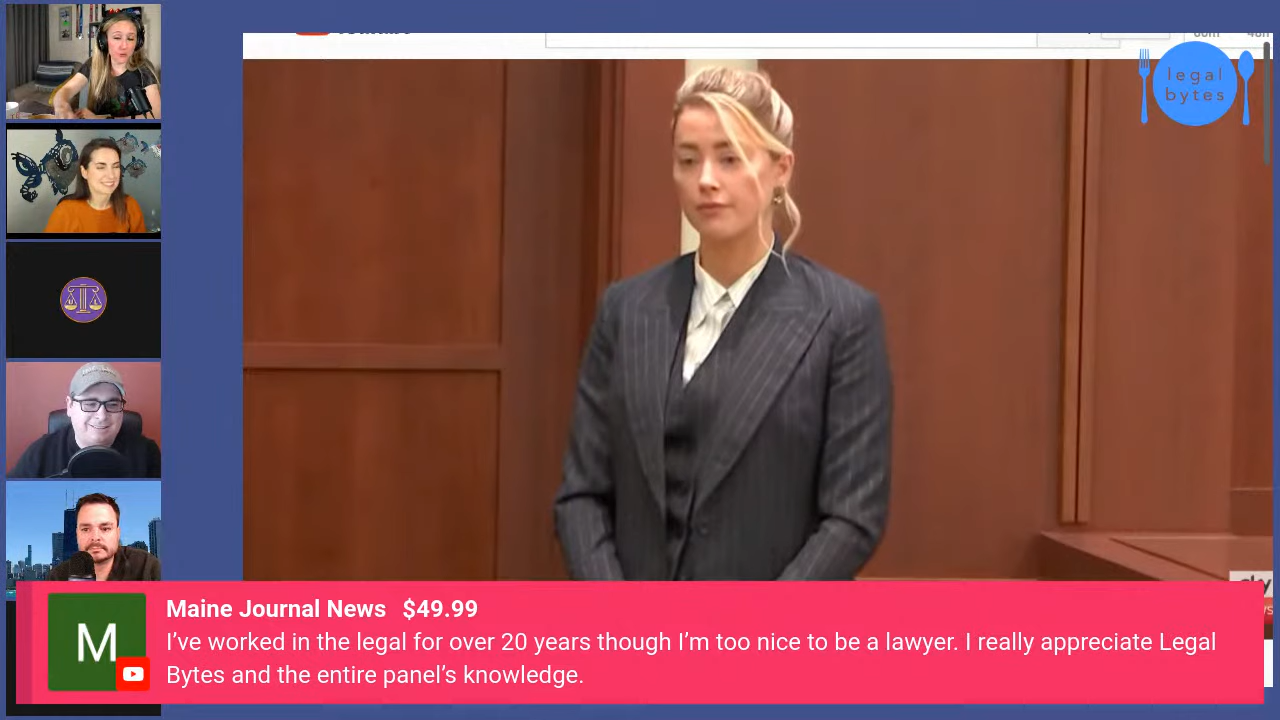 legal
bytes
sky
Maine Journal News $49.99
I've worked in the legal for over 20 years though I'm too nice to be a lawyer. I really appreciate Legal
Bytes and the entire panel's knowledge.
M